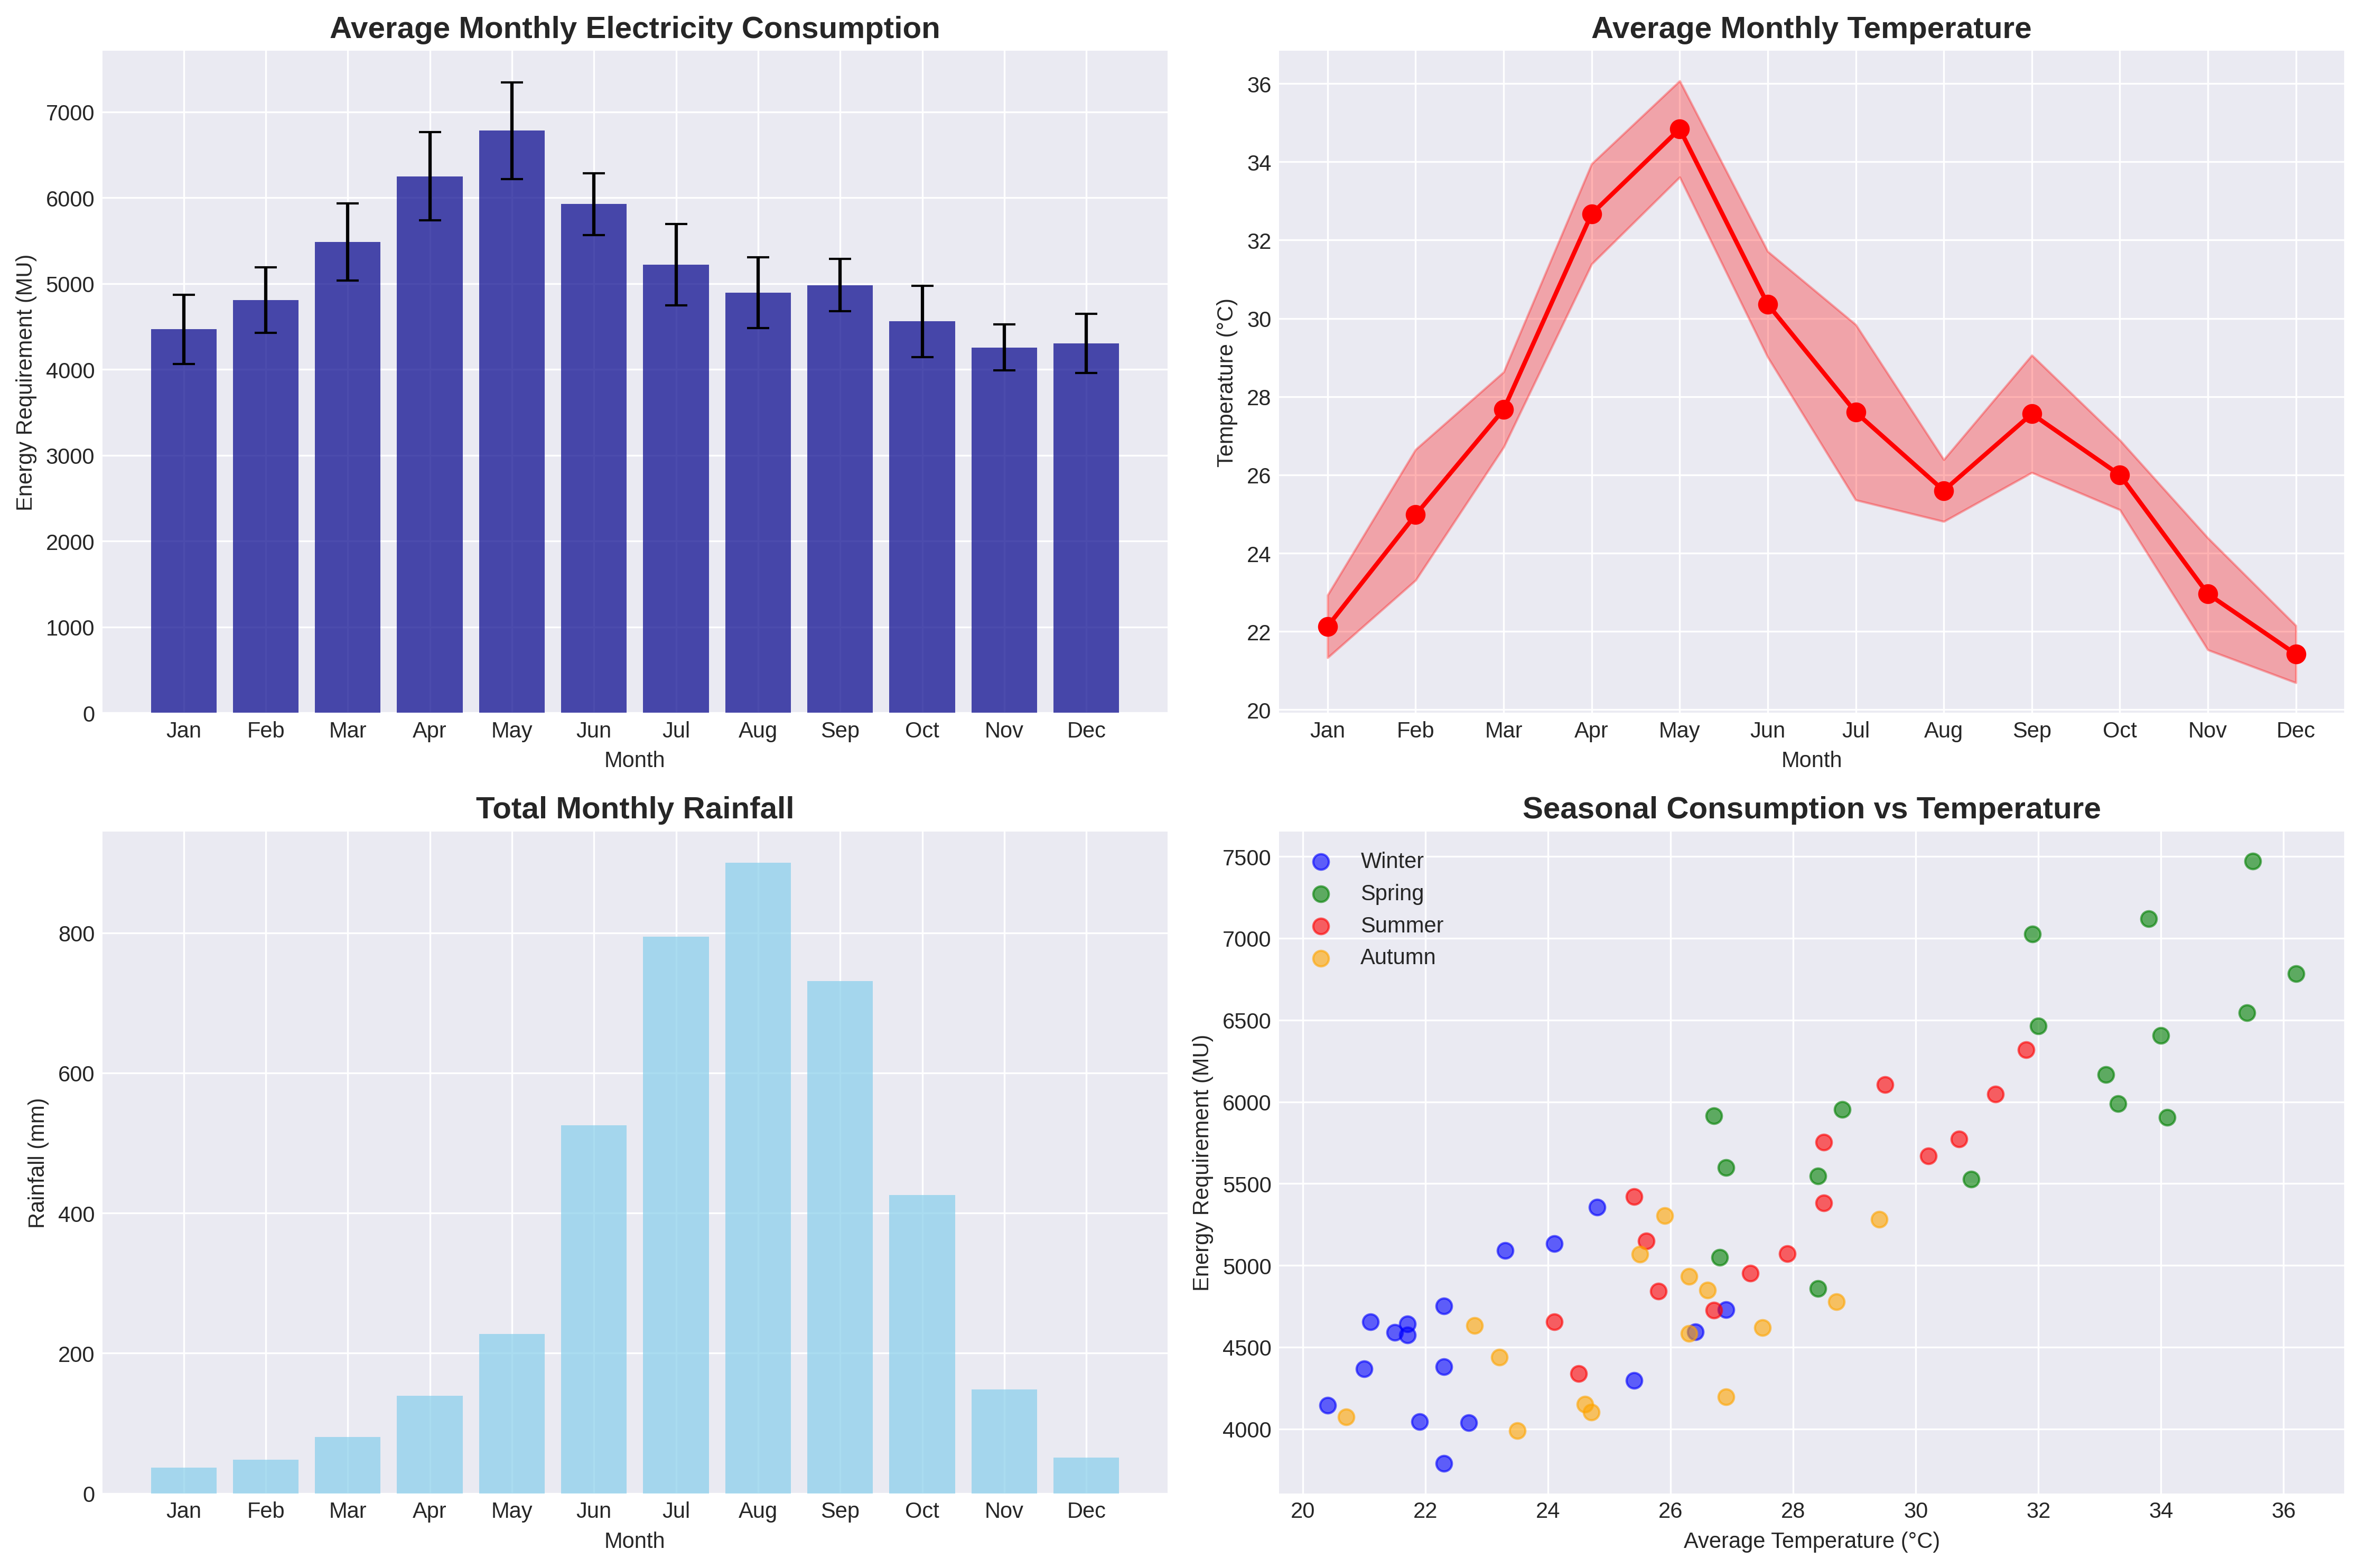 Average Monthly Electricity Consumption
7000
6000
5000
4000
3000
2000
1000
0
Energy Requirement (MU)
Jan Feb Mar Apr May Jun Jul Aug Sep Oct Nov Dec
Month
Average Monthly Temperature
36
34
32
30
28
26
24
22
20
Temperature (°C)
Jan Feb Mar Apr May Jun Jul Aug Sep Oct Nov Dec
Month
Total Monthly Rainfall
800
600
400
200
0
Rainfall (mm)
Jan Feb Mar Apr May Jun Jul Aug Sep Oct Nov Dec
Month
Seasonal Consumption vs Temperature
Winter
Spring
Summer
Autumn
7500
7000
6500
6000
5500
5000
4500
4000
Energy Requirement (MU)
20 22 24 26 28 30 32 34 36
Average Temperature (°C)